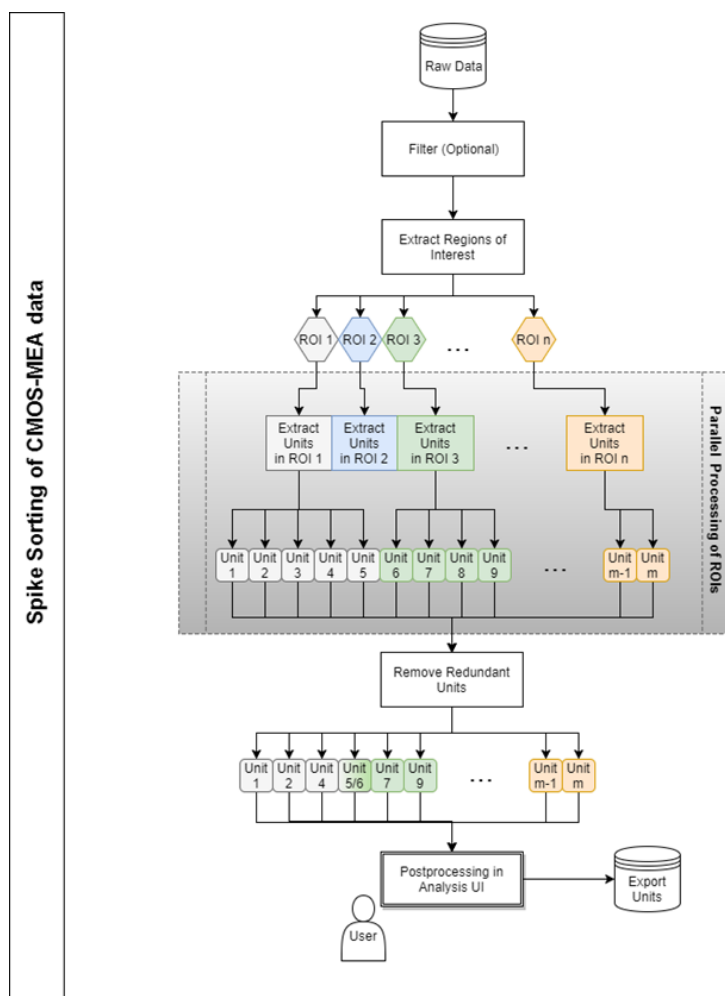 Spike Sorting of CMOS-MEA data
Raw Data
Filter (Optional)
Extract Regions of
Interest
ROI 1
ROI 2
ROI 3
...
ROI n
Parallel Processing of ROIs
Extract
Units
in ROI 1
Extract
Units
in ROI 2
Extract
Units
in ROI 3
...
Extract
Units
in ROI n
Unit
1
Unit
2
Unit
3
Unit
4
Unit
5
Unit
6
Unit
7
Unit
8
Unit
9
...
Unit
m-1
Unit
m
Remove Redundant
Units
Unit
1
Unit
2
Unit
4
Unit
5/6
Unit
7
Unit
9
...
Unit
m-1
Unit
m
Postprocessing in
Analysis UI
Export
Units
User